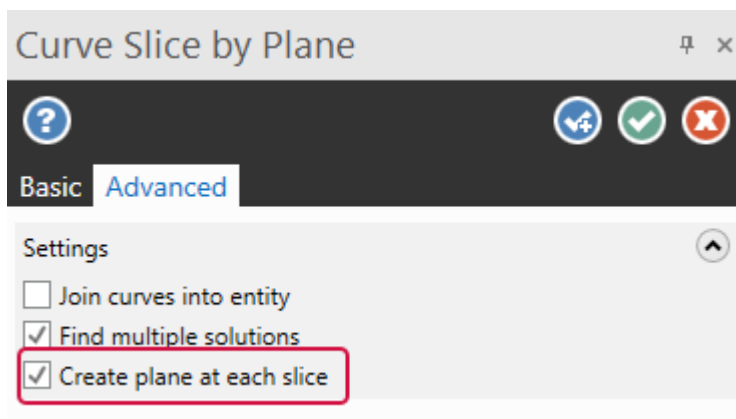 Curve Slice by Plane
Basic Advanced
Settings
Join curves into entity
Find multiple solutions
Create plane at each slice